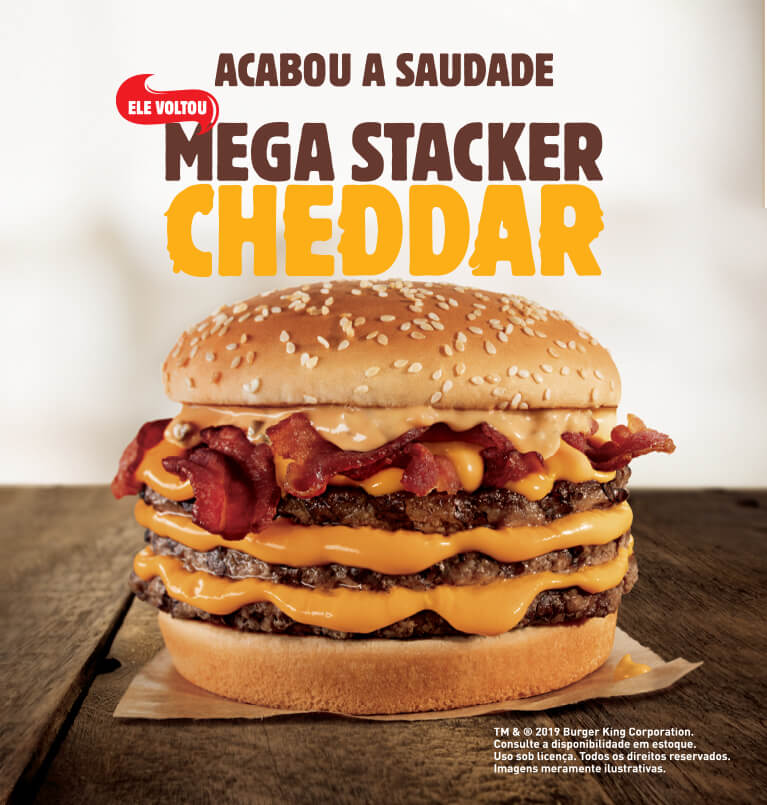 ACABOU A SAUDADE
ELE VOLTOU
MEGA STACKER
CHEDDAR
TM & ® 2019 Burger King Corporation.
Consulte a disponibilidade em estoque.
Uso sob licença. Todos os direitos reservados.
Imagens meramente ilustrativas.